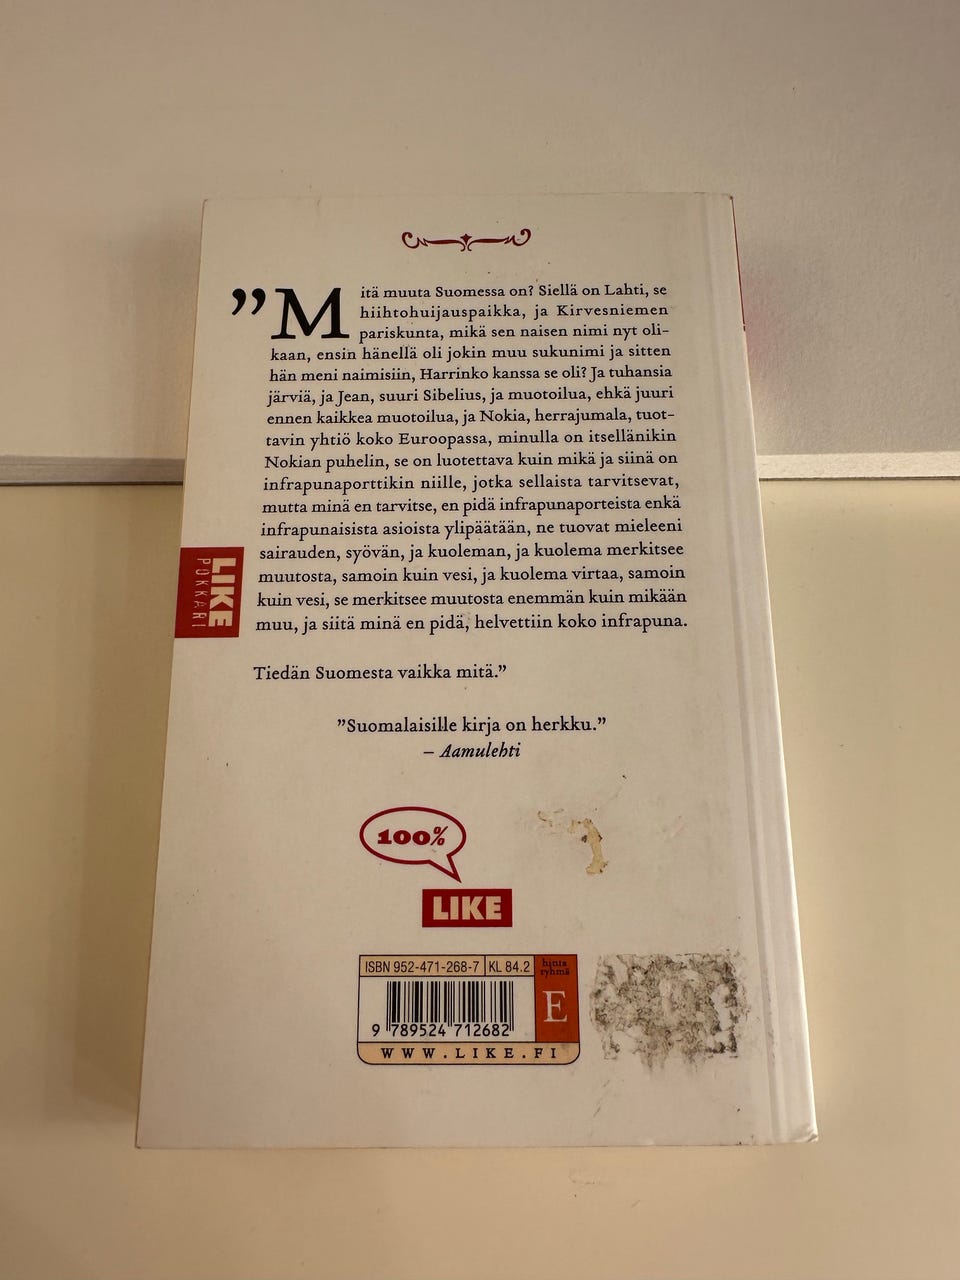 ”Mitä muuta Suomessa on? Siellä on Lahti, se
hiihtohuijauspaikka, ja Kirvesniemen
pariskunta, mikä sen naisen nimi nyt oli-
kaan, ensin hänellä oli jokin muu sukunimi ja sitten
hän meni naimisiin, Harrinko kanssa se oli? Ja tuhansia
järviä, ja Jean, suuri Sibelius, ja muotoilua, ehkä juuri
ennen kaikkea muotoilua, ja Nokia, herrajumala, tuot-
tavin yhtiö koko Euroopassa, minulla on itsellänikin
Nokian puhelin, se on luotettava kuin mikä ja siinä on
infrapunaporttikin niille, jotka sellaista tarvitsevat,
mutta minä en tarvitse, en pidä infrapunaporteista enkä
infrapunaisista asioista ylipäätään, ne tuovat mieleeni
sairauden, syövän, ja kuoleman, ja kuolema merkitsee
muutosta, samoin kuin vesi, ja kuolema virtaa, samoin
kuin vesi, se merkitsee muutosta enemmän kuin mikään
muu, ja siitä minä en pidä, helvettiin koko infrapuna.
Tiedän Suomesta vaikka mitä.”
”Suomalaisille kirja on herkku.”
– Aamulehti
LIKE
POKKARI
100%
LIKE
ISBN 952-471-268-7 KL 84.2
hinta
ryhmä
E
9 789524 712682
WWW.LIKE.FI